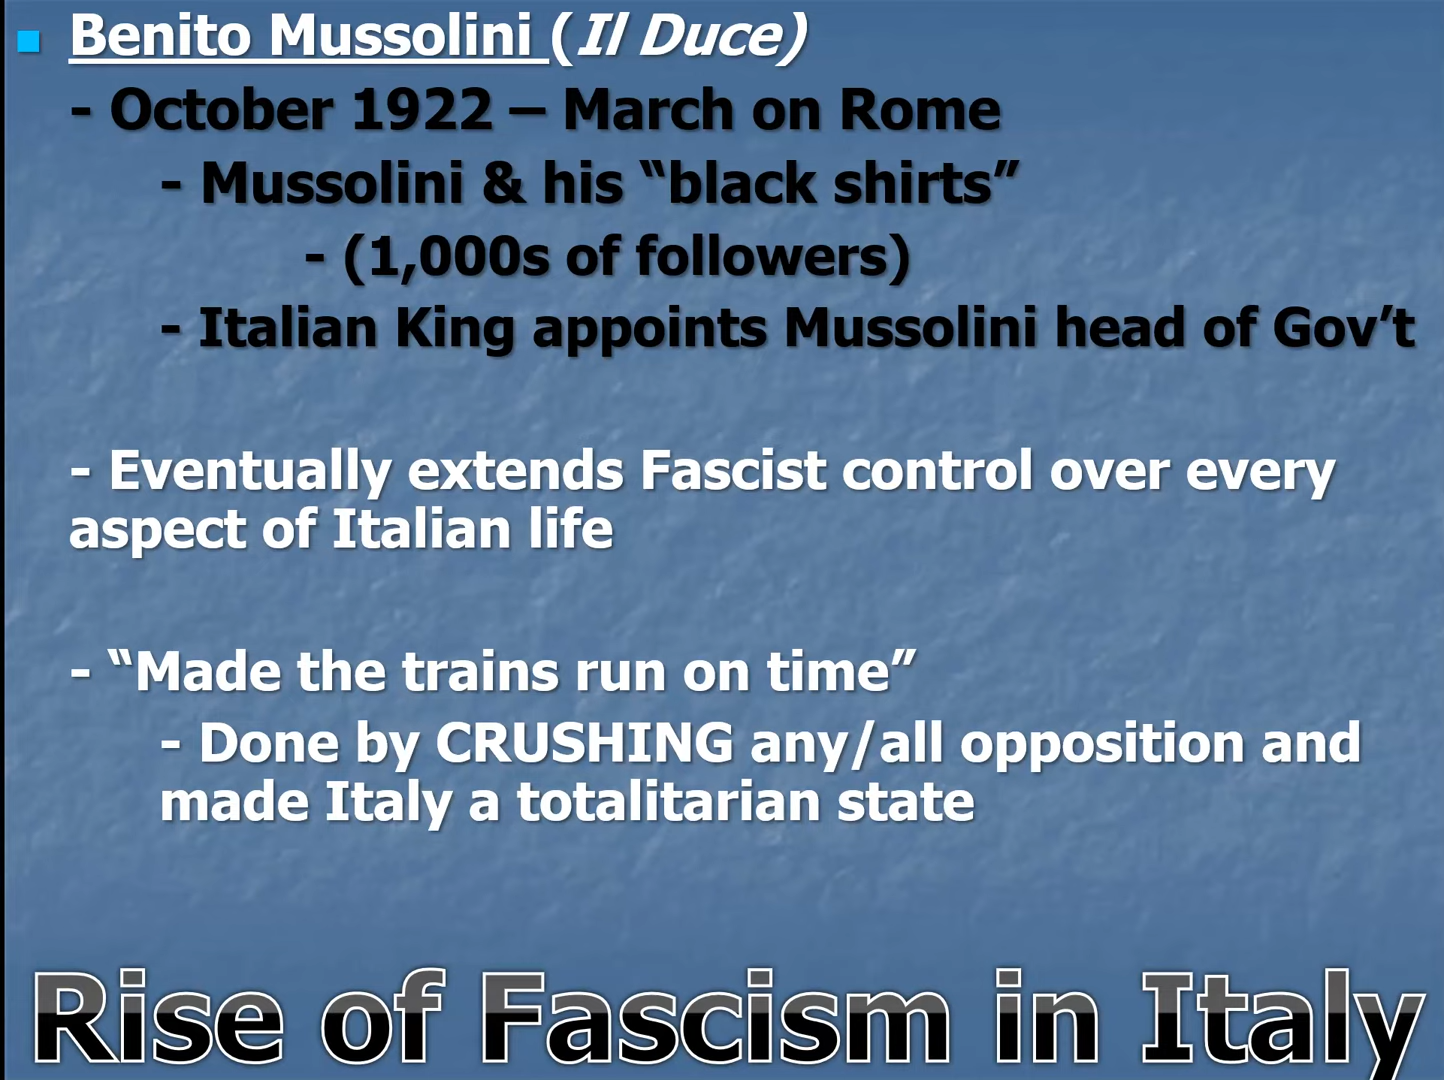 Benito Mussolini (Il Duce)
- October 1922 – March on Rome
- Mussolini & his “black shirts”
- (1,000s of followers)
- Italian King appoints Mussolini head of Gov’t
- Eventually extends Fascist control over every
aspect of Italian life
- “Made the trains run on time”
- Done by CRUSHING any/all opposition and
made Italy a totalitarian state
Rise of Fascism in Italy